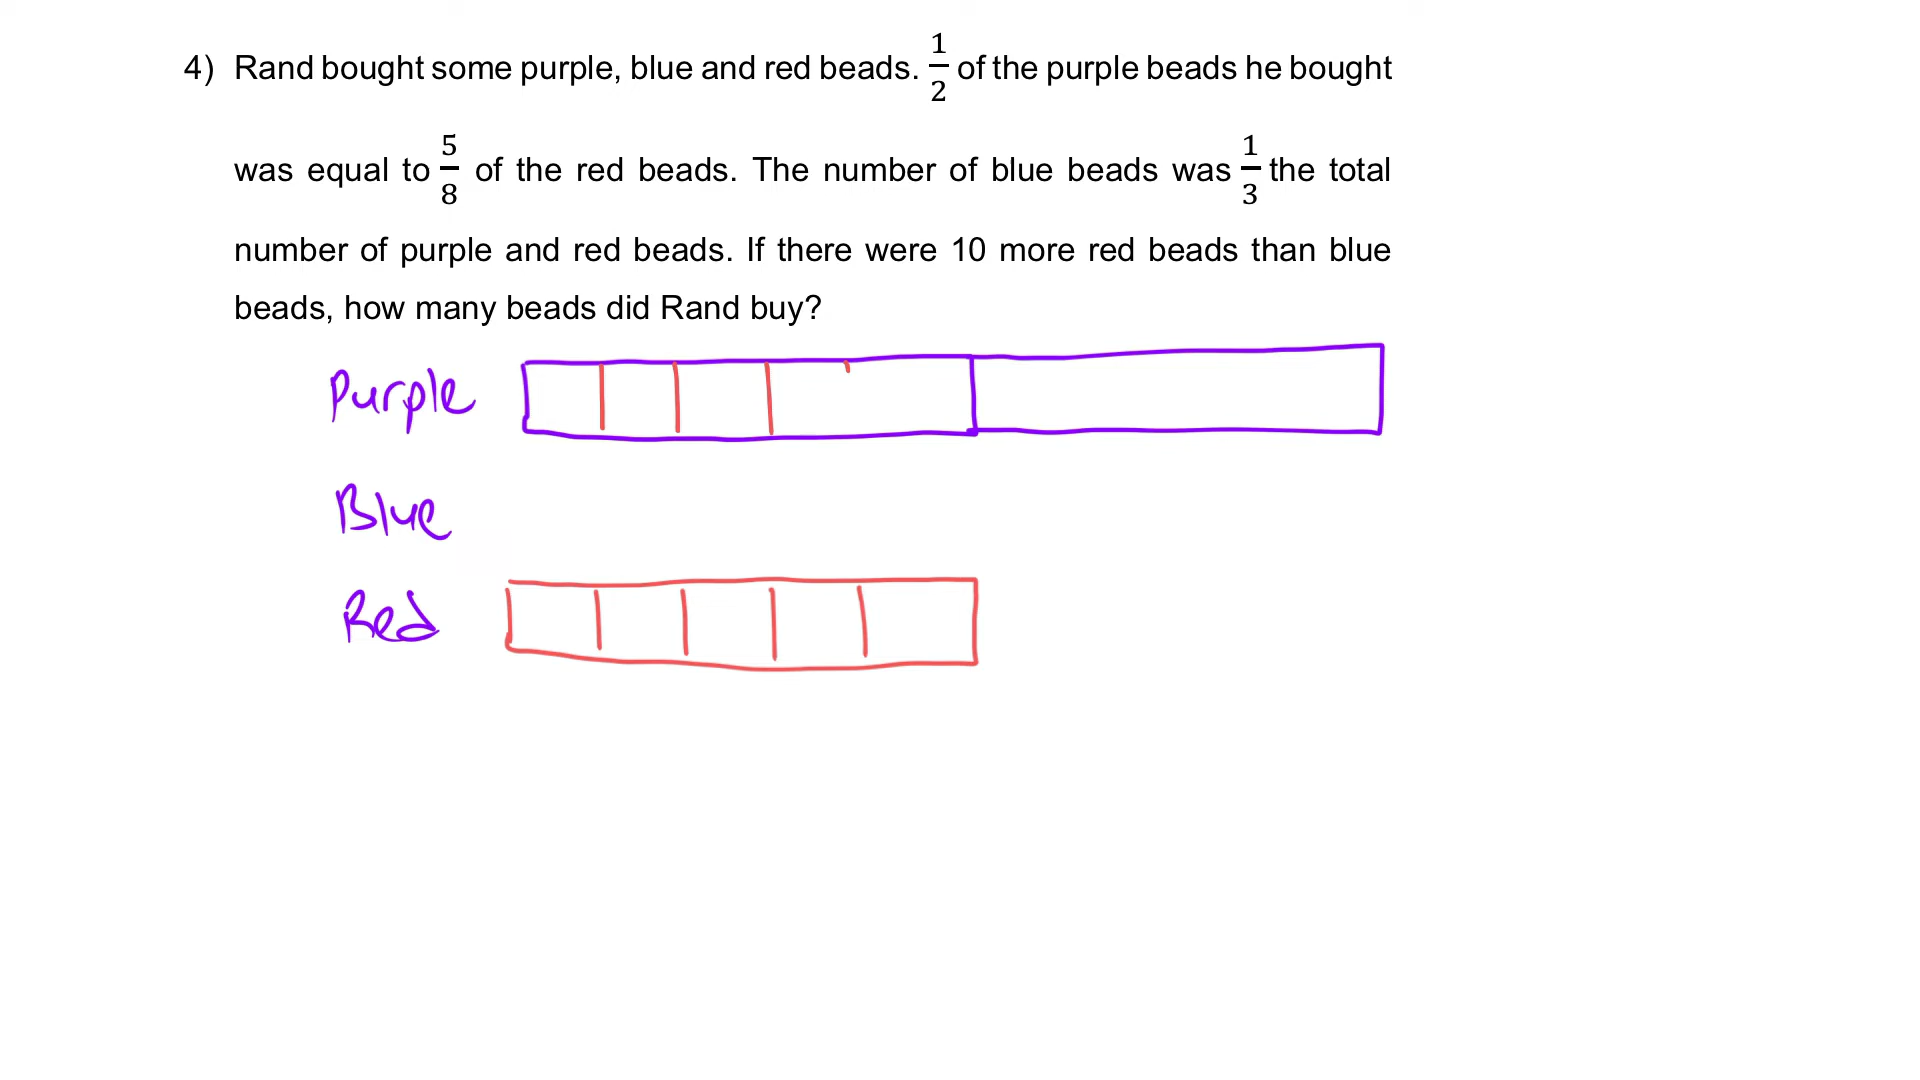 4) Rand bought some purple, blue and red beads. 1/2 of the purple beads he bought
was equal to 5/8 of the red beads. The number of blue beads was 1/3 the total
number of purple and red beads. If there were 10 more red beads than blue
beads, how many beads did Rand buy?
Purple
Blue
Red